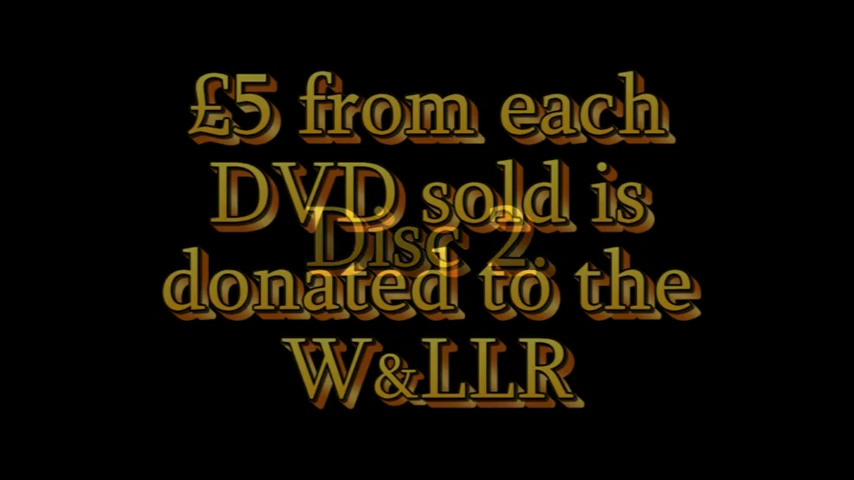 £5 from each
DVD sold is
Disc 2.
donated to the
W&LLR